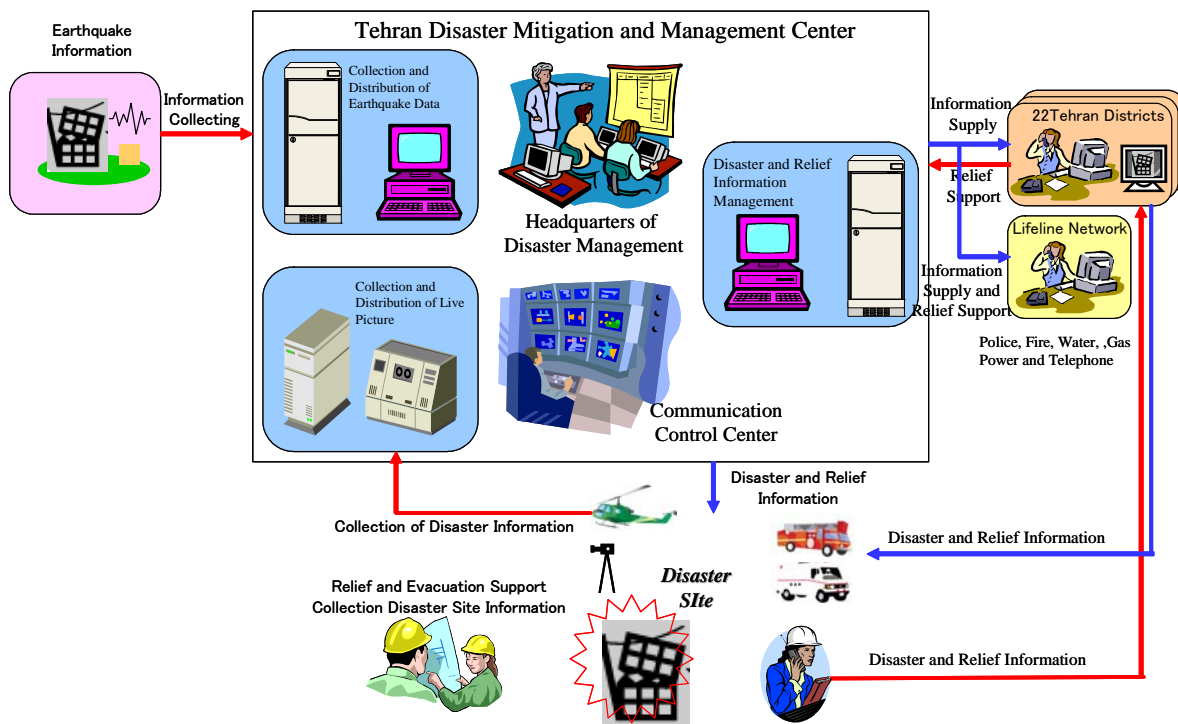 Earthquake
Information
Tehran Disaster Mitigation and Management Center
Information
Collecting
Collection and
Distribution of
Earthquake Data
Headquarters of
Disaster Management
Disaster and Relief
Information
Management
Information
Supply
22Tehran Districts
Relief
Support
Lifeline Network
Information
Supply and
Relief Support
Police, Fire, Water, ,Gas
Power and Telephone
Collection and
Distribution of Live
Picture
Communication
Control Center
Disaster and Relief
Information
Collection of Disaster Information
Disaster and Relief Information
Relief and Evacuation Support
Collection Disaster Site Information
Disaster
SIte
Disaster and Relief Information